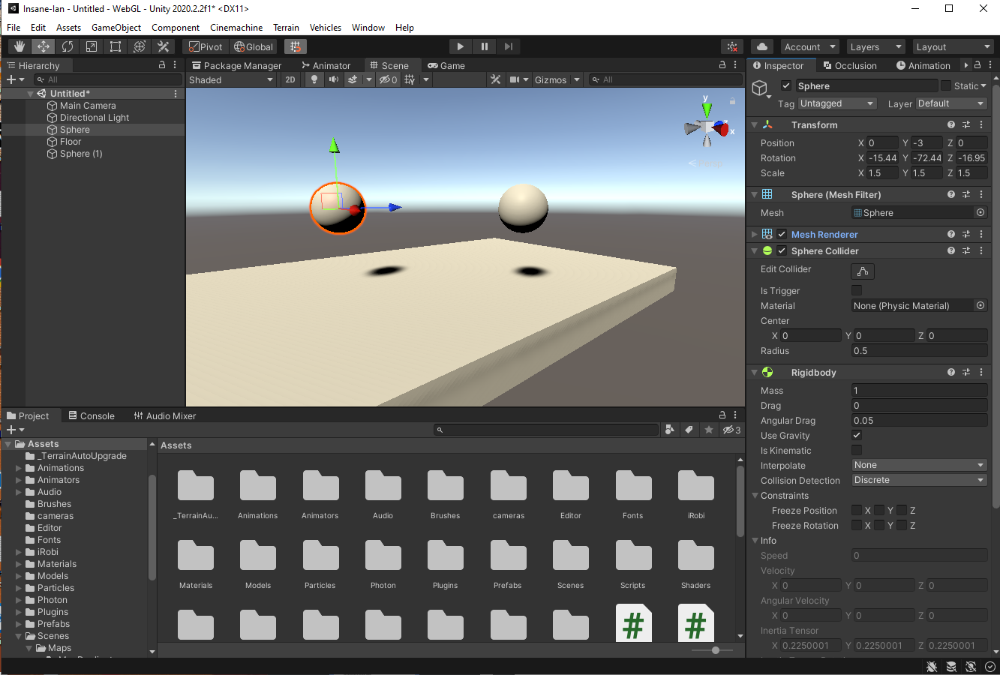 Insane-Ian - Untitled - WebGL - Unity 2020.2.2f1* <DX11>
File Edit Assets GameObject Component Cinemachine Terrain Vehicles Window Help
Pivot Global Account Layers Layout
Hierarchy
All
Untitled*
Main Camera
Directional Light
Sphere
Floor
Sphere (1)
Package Manager Animator Scene Game
Shaded 2D 0 Gizmos All
y
x
Inspector Occlusion Animation
Sphere Static
Tag Untagged Layer Default
Transform
Position X 0 Y -3 Z 0
Rotation X -15.44 Y -72.44 Z -16.95
Scale X 1.5 Y 1.5 Z 1.5
Sphere (Mesh Filter)
Mesh Sphere
Mesh Renderer
Sphere Collider
Edit Collider
Is Trigger
Material None (Physic Material)
Center
X 0 Y 0 Z 0
Radius 0.5
Rigidbody
Mass 1
Drag 0
Angular Drag 0.05
Use Gravity
Is Kinematic
Interpolate None
Collision Detection Discrete
Constraints
Freeze Position X Y Z
Freeze Rotation X Y Z
Info
Speed 0
Velocity
X 0 Y 0 Z 0
Angular Velocity
X 0 Y 0 Z 0
Inertia Tensor
X 0.2250001 Y 0.2250001 Z 0.2250001
Project Console Audio Mixer
3
Assets
_TerrainAutoUpgrade
Animations
Animators
Audio
Brushes
cameras
Editor
Fonts
iRobi
Materials
Models
Particles
Photon
Plugins
Prefabs
Scenes
Maps
Assets
_TerrainAu... Animations Animators Audio Brushes cameras Editor Fonts iRobi
Materials Models Particles Photon Plugins Prefabs Scenes Scripts Shaders
# #